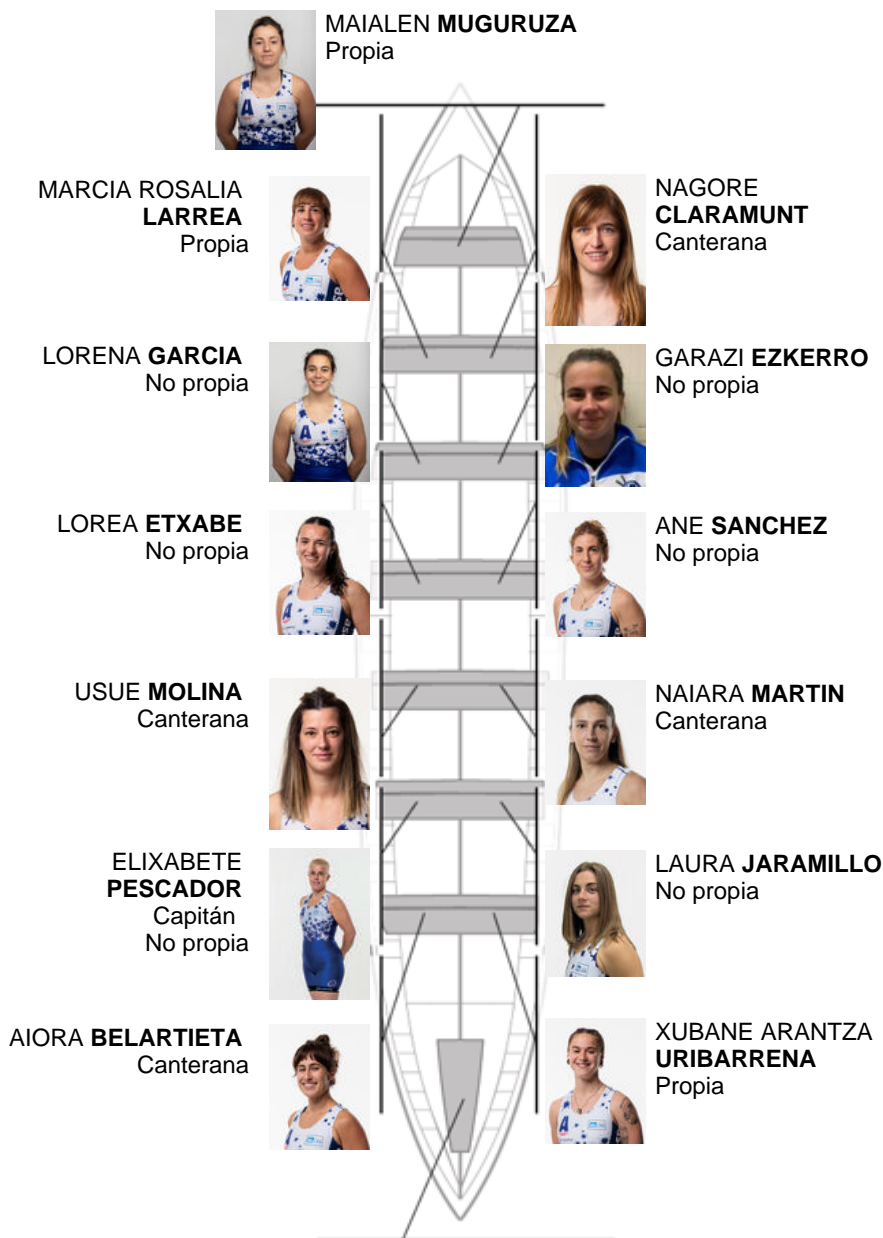 MAIALEN MUGURUZA
Propia
MARCIA ROSALIA
LARREA
Propia
NAGORE
CLARAMUNT
Canterana
LORENA GARCIA
No propia
GARAZI EZKERRO
No propia
LOREA ETXABE
No propia
ANE SANCHEZ
No propia
USUE MOLINA
Canterana
NAIARA MARTIN
Canterana
ELIXABETE
PESCADOR
Capitán
No propia
LAURA JARAMILLO
No propia
AIORA BELARTIETA
Canterana
XUBANE ARANTZA
URIBARRENA
Propia